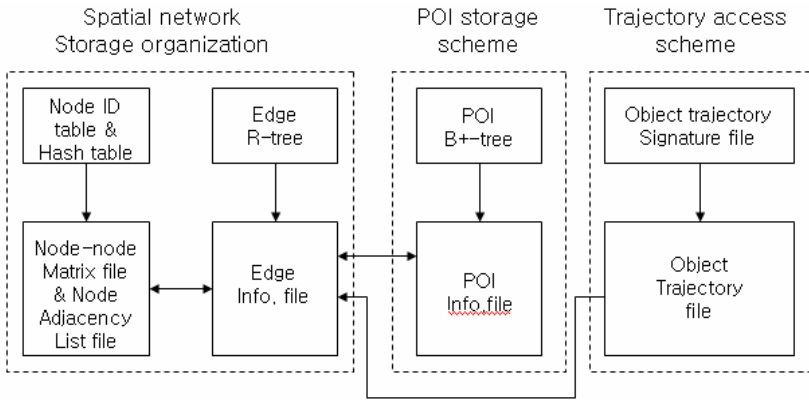 Spatial network
Storage organization
POI storage
scheme
Trajectory access
scheme
Node ID
table &
Hash table
Edge
R-tree
POI
B+-tree
Object trajectory
Signature file
Node-node
Matrix file
& Node
Adjacency
List file
Edge
Info, file
POI
Info,file
Object
Trajectory
file